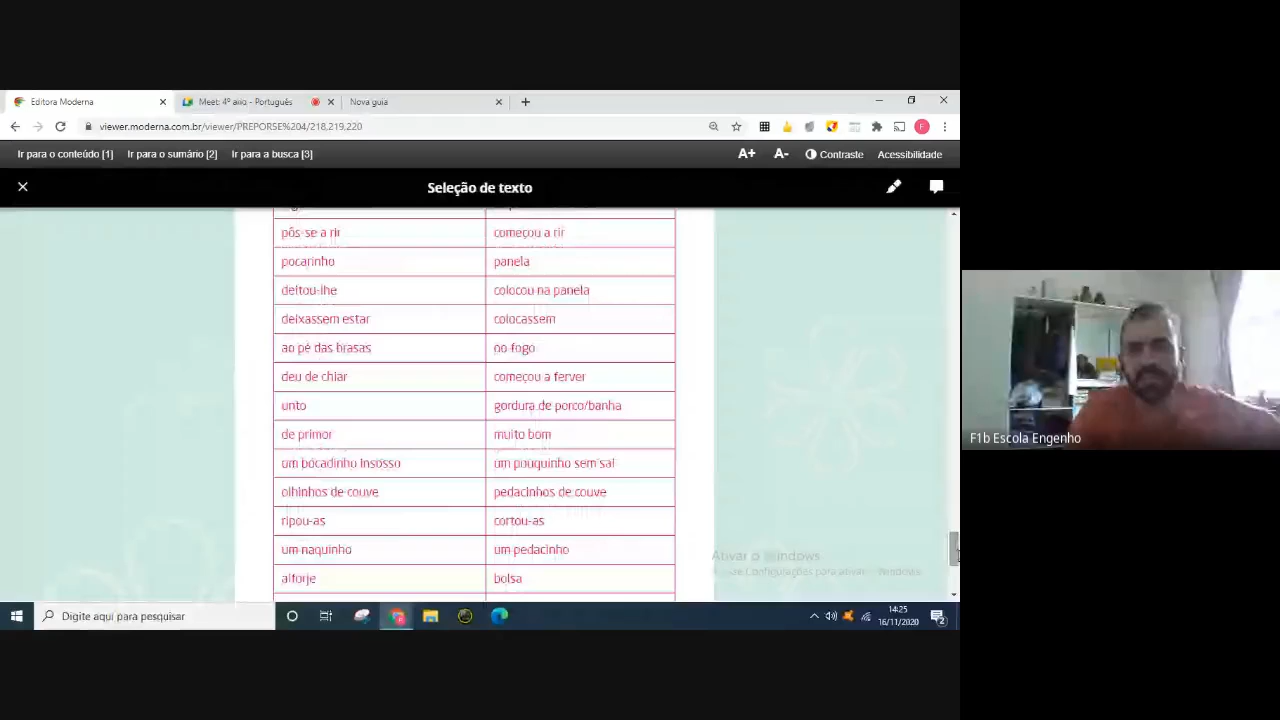 Editora Moderna
Meet: 4º ano - Português
Nova guia
viewer.moderna.com.br/viewer/PREPORSE%204/218,219,220
Ir para o conteúdo [1] Ir para o sumário [2] Ir para a busca [3]
A+ A- Contraste Acessibilidade
Seleção de texto
pôs-se a rir começou a rir
pocarinho panela
deitou-lhe colocou na panela
deixassem estar colocassem
ao pé das brasas no fogo
deu de chiar começou a ferver
unto gordura de porco/banha
de primor muito bom
um bocadinho insosso um pouquinho sem sal
olhinhos de couve pedacinhos de couve
ripou-as cortou-as
um naquinho um pedacinho
alforje bolsa
Ativar o Windows
Configurações para ativar Windows.
Digite aqui para pesquisar
14:25
16/11/2020
2
F1b Escola Engenho